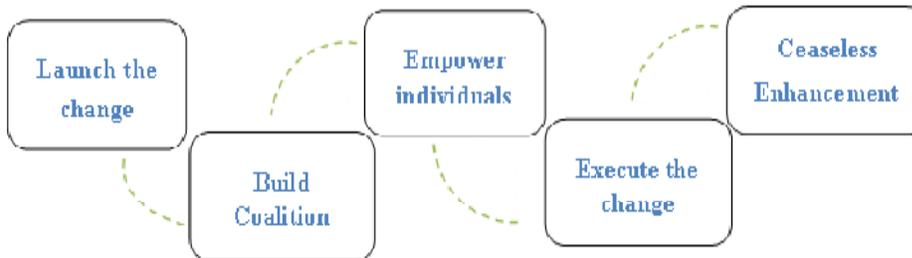 Launch the
change
Build
Coalition
Empower
individuals
Execute the
change
Ceaseless
Enhancement